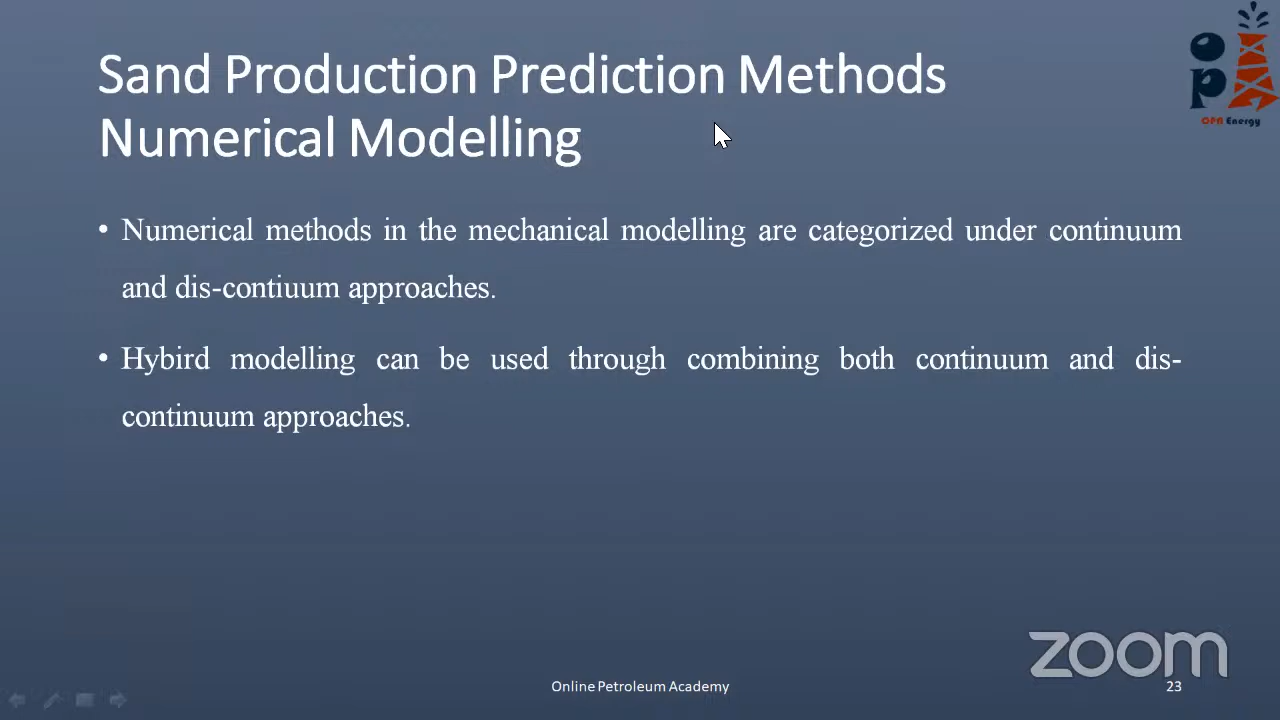 Sand Production Prediction Methods
Numerical Modelling
• Numerical methods in the mechanical modelling are categorized under continuum
and dis-contiuum approaches.
• Hybird modelling can be used through combining both continuum and dis-
continuum approaches.
OPA Energy
zoom
Online Petroleum Academy
23